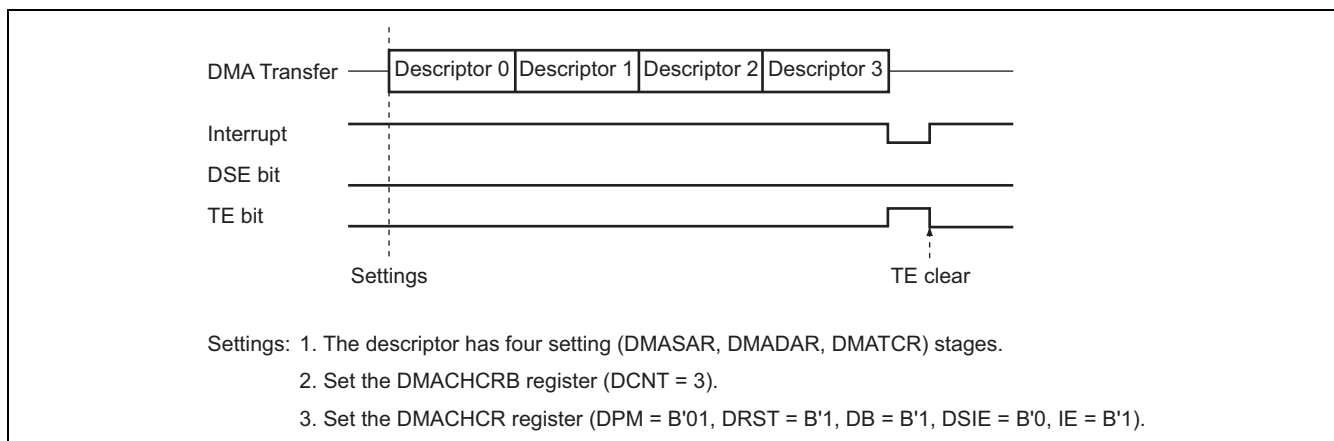 DMA Transfer Descriptor 0 Descriptor 1 Descriptor 2 Descriptor 3
Interrupt
DSE bit
TE bit
Settings TE clear
Settings: 1. The descriptor has four setting (DMASAR, DMADAR, DMATCR) stages.
2. Set the DMACHCRB register (DCNT = 3).
3. Set the DMACHCR register (DPM = B'01, DRST = B'1, DB = B'1, DSIE = B'0, IE = B'1).